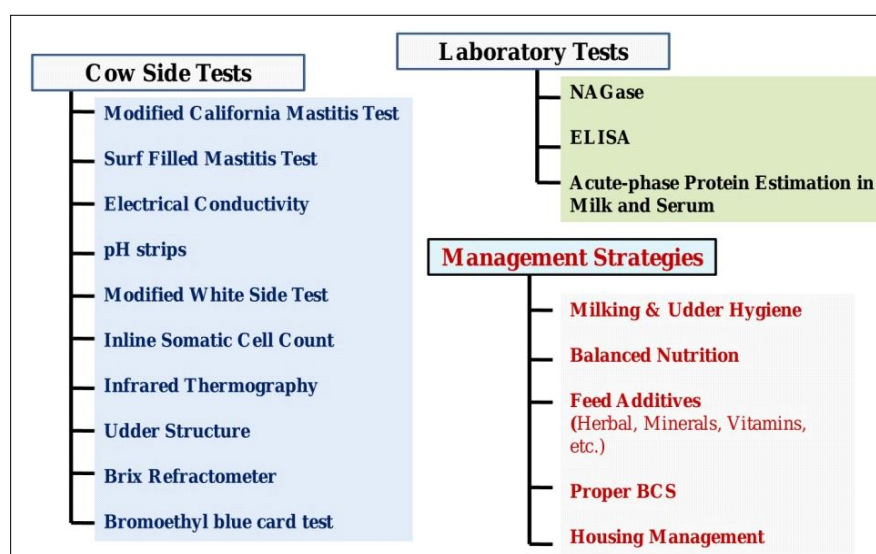 Cow Side Tests
Modified California Mastitis Test
Surf Filled Mastitis Test
Electrical Conductivity
pH strips
Modified White Side Test
Inline Somatic Cell Count
Infrared Thermography
Udder Structure
Brix Refractometer
Bromoethyl blue card test
Laboratory Tests
NAGase
ELISA
Acute-phase Protein Estimation in
Milk and Serum
Management Strategies
Milking & Udder Hygiene
Balanced Nutrition
Feed Additives
(Herbal, Minerals, Vitamins,
etc.)
Proper BCS
Housing Management